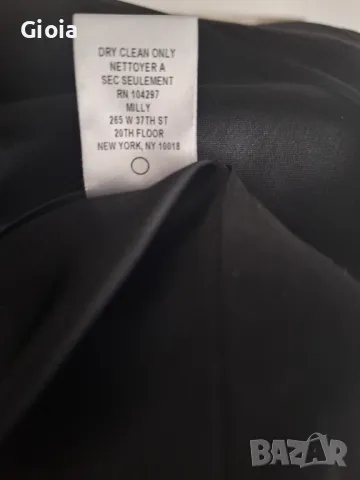 Gioia
DRY CLEAN ONLY
NETTOYER A
SEC SEULEMENT
RN 104297
MILLY
265 W 37TH ST
20TH FLOOR
NEW YORK, NY 10018
BAZAR